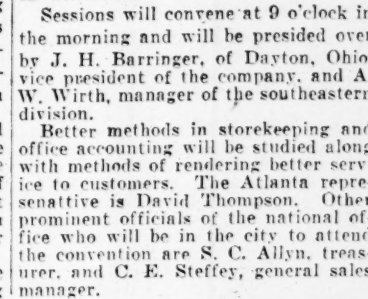 Sessions will convene at 9 o'clock in
the morning and will be presided over
by J. H. Barringer, of Dayton, Ohio,
vice president of the company, and A.
W. Wirth, manager of the southeastern
division.
Better methods in storekeeping and
office accounting will be studied along
with methods of rendering better serv-
ice to customers. The Atlanta repre-
senattive is David Thompson. Other
prominent officials of the national of-
fice who will be in the city to attend
the convention are S. C. Allyn, treas-
urer, and C. E. Steffey, general sales
manager.